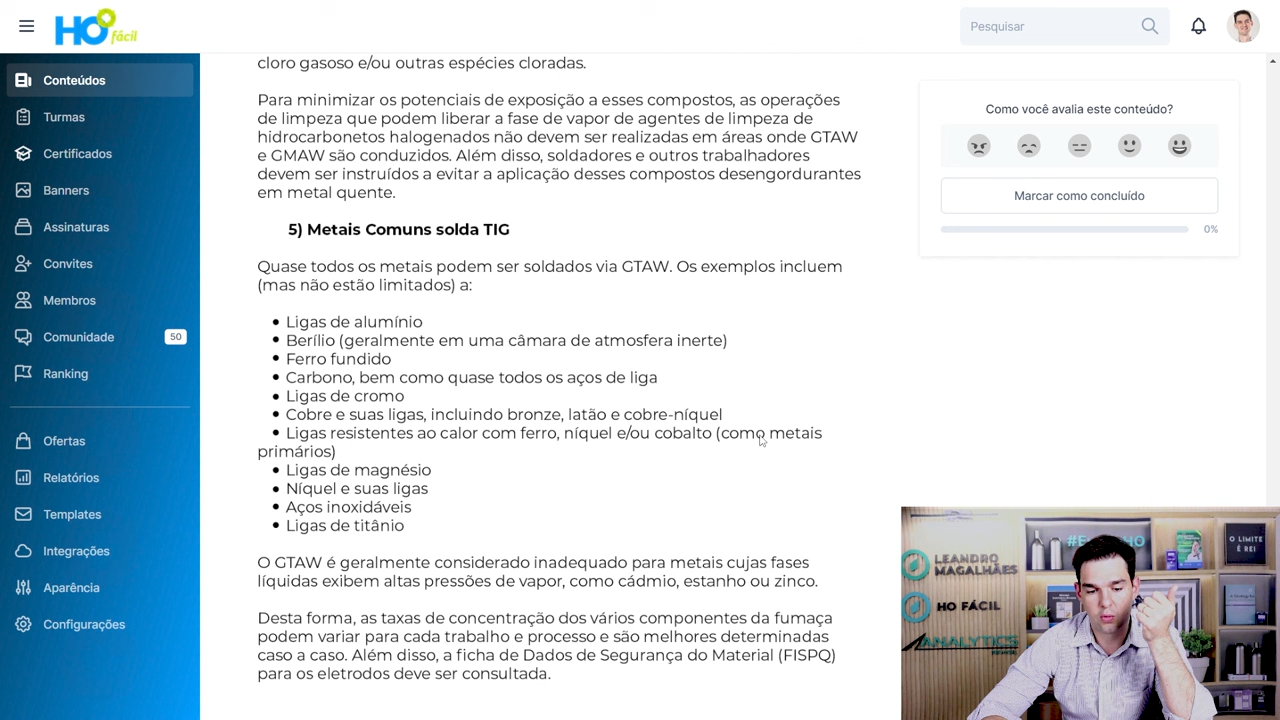 HO fácil
Pesquisar
Conteúdos
Turmas
Certificados
Banners
Assinaturas
Convites
Membros
Comunidade 50
Ranking
Ofertas
Relatórios
Templates
Integrações
Aparência
Configurações
cloro gasoso e/ou outras espécies cloradas.
Para minimizar os potenciais de exposição a esses compostos, as operações
de limpeza que podem liberar a fase de vapor de agentes de limpeza de
hidrocarbonetos halogenados não devem ser realizadas em áreas onde GTAW
e GMAW são conduzidos. Além disso, soldadores e outros trabalhadores
devem ser instruídos a evitar a aplicação desses compostos desengordurantes
em metal quente.
5) Metais Comuns solda TIG
Quase todos os metais podem ser soldados via GTAW. Os exemplos incluem
(mas não estão limitados) a:
Ligas de alumínio
Berílio (geralmente em uma câmara de atmosfera inerte)
Ferro fundido
Carbono, bem como quase todos os aços de liga
Ligas de cromo
Cobre e suas ligas, incluindo bronze, latão e cobre-níquel
Ligas resistentes ao calor com ferro, níquel e/ou cobalto (como metais
primários)
Ligas de magnésio
Níquel e suas ligas
Aços inoxidáveis
Ligas de titânio
O GTAW é geralmente considerado inadequado para metais cujas fases
líquidas exibem altas pressões de vapor, como cádmio, estanho ou zinco.
Desta forma, as taxas de concentração dos vários componentes da fumaça
podem variar para cada trabalho e processo e são melhores determinadas
caso a caso. Além disso, a ficha de Dados de Segurança do Material (FISPQ)
para os eletrodos deve ser consultada.
Como você avalia este conteúdo?
Marcar como concluído
0%
LEANDRO
MAGALHÃES
HO FÁCIL
ANALYTICS
O LIMITE
É REI